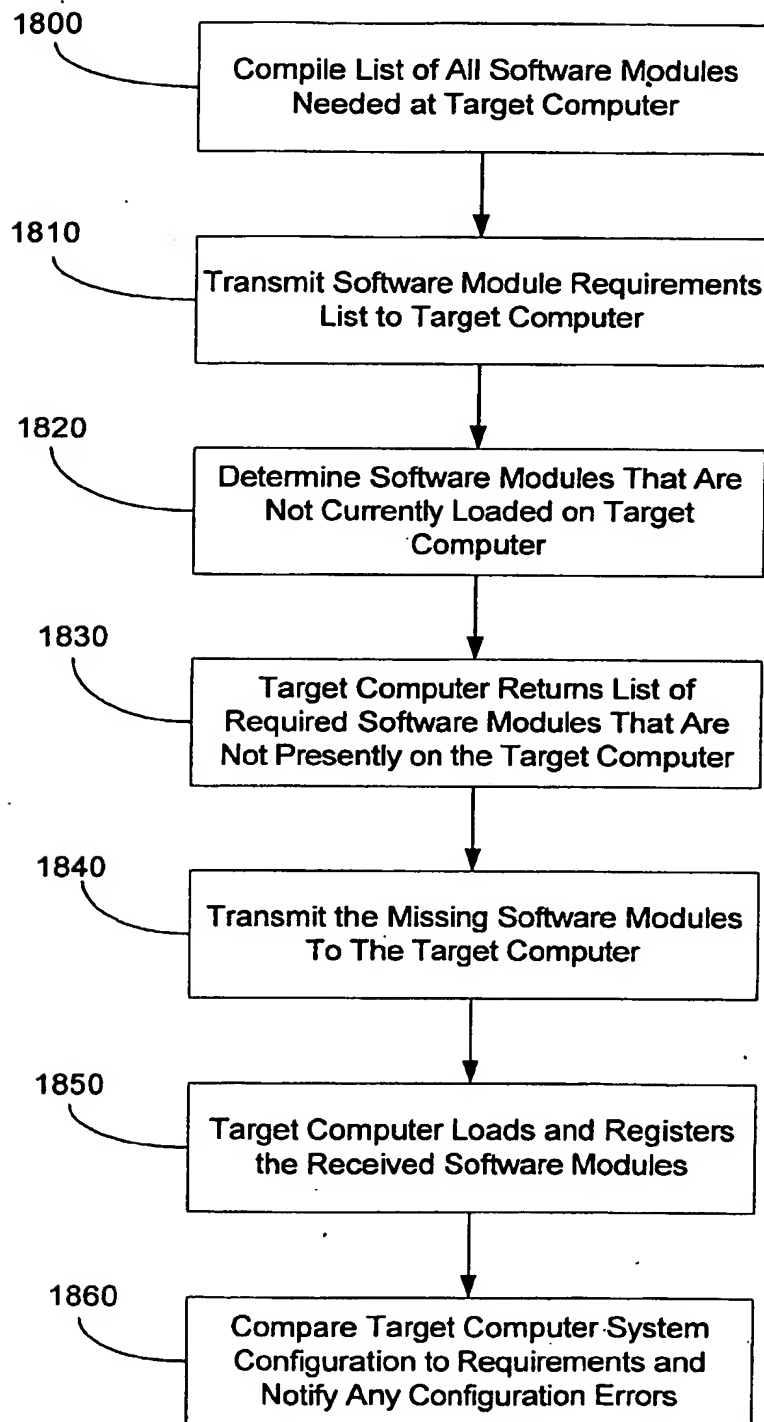 1800
Compile List of All Software Modules
Needed at Target Computer
1810
Transmit Software Module Requirements
List to Target Computer
1820
Determine Software Modules That Are
Not Currently Loaded on Target
Computer
1830
Target Computer Returns List of
Required Software Modules That Are
Not Presently on the Target Computer
1840
Transmit the Missing Software Modules
To The Target Computer
1850
Target Computer Loads and Registers
the Received Software Modules
1860
Compare Target Computer System
Configuration to Requirements and
Notify Any Configuration Errors